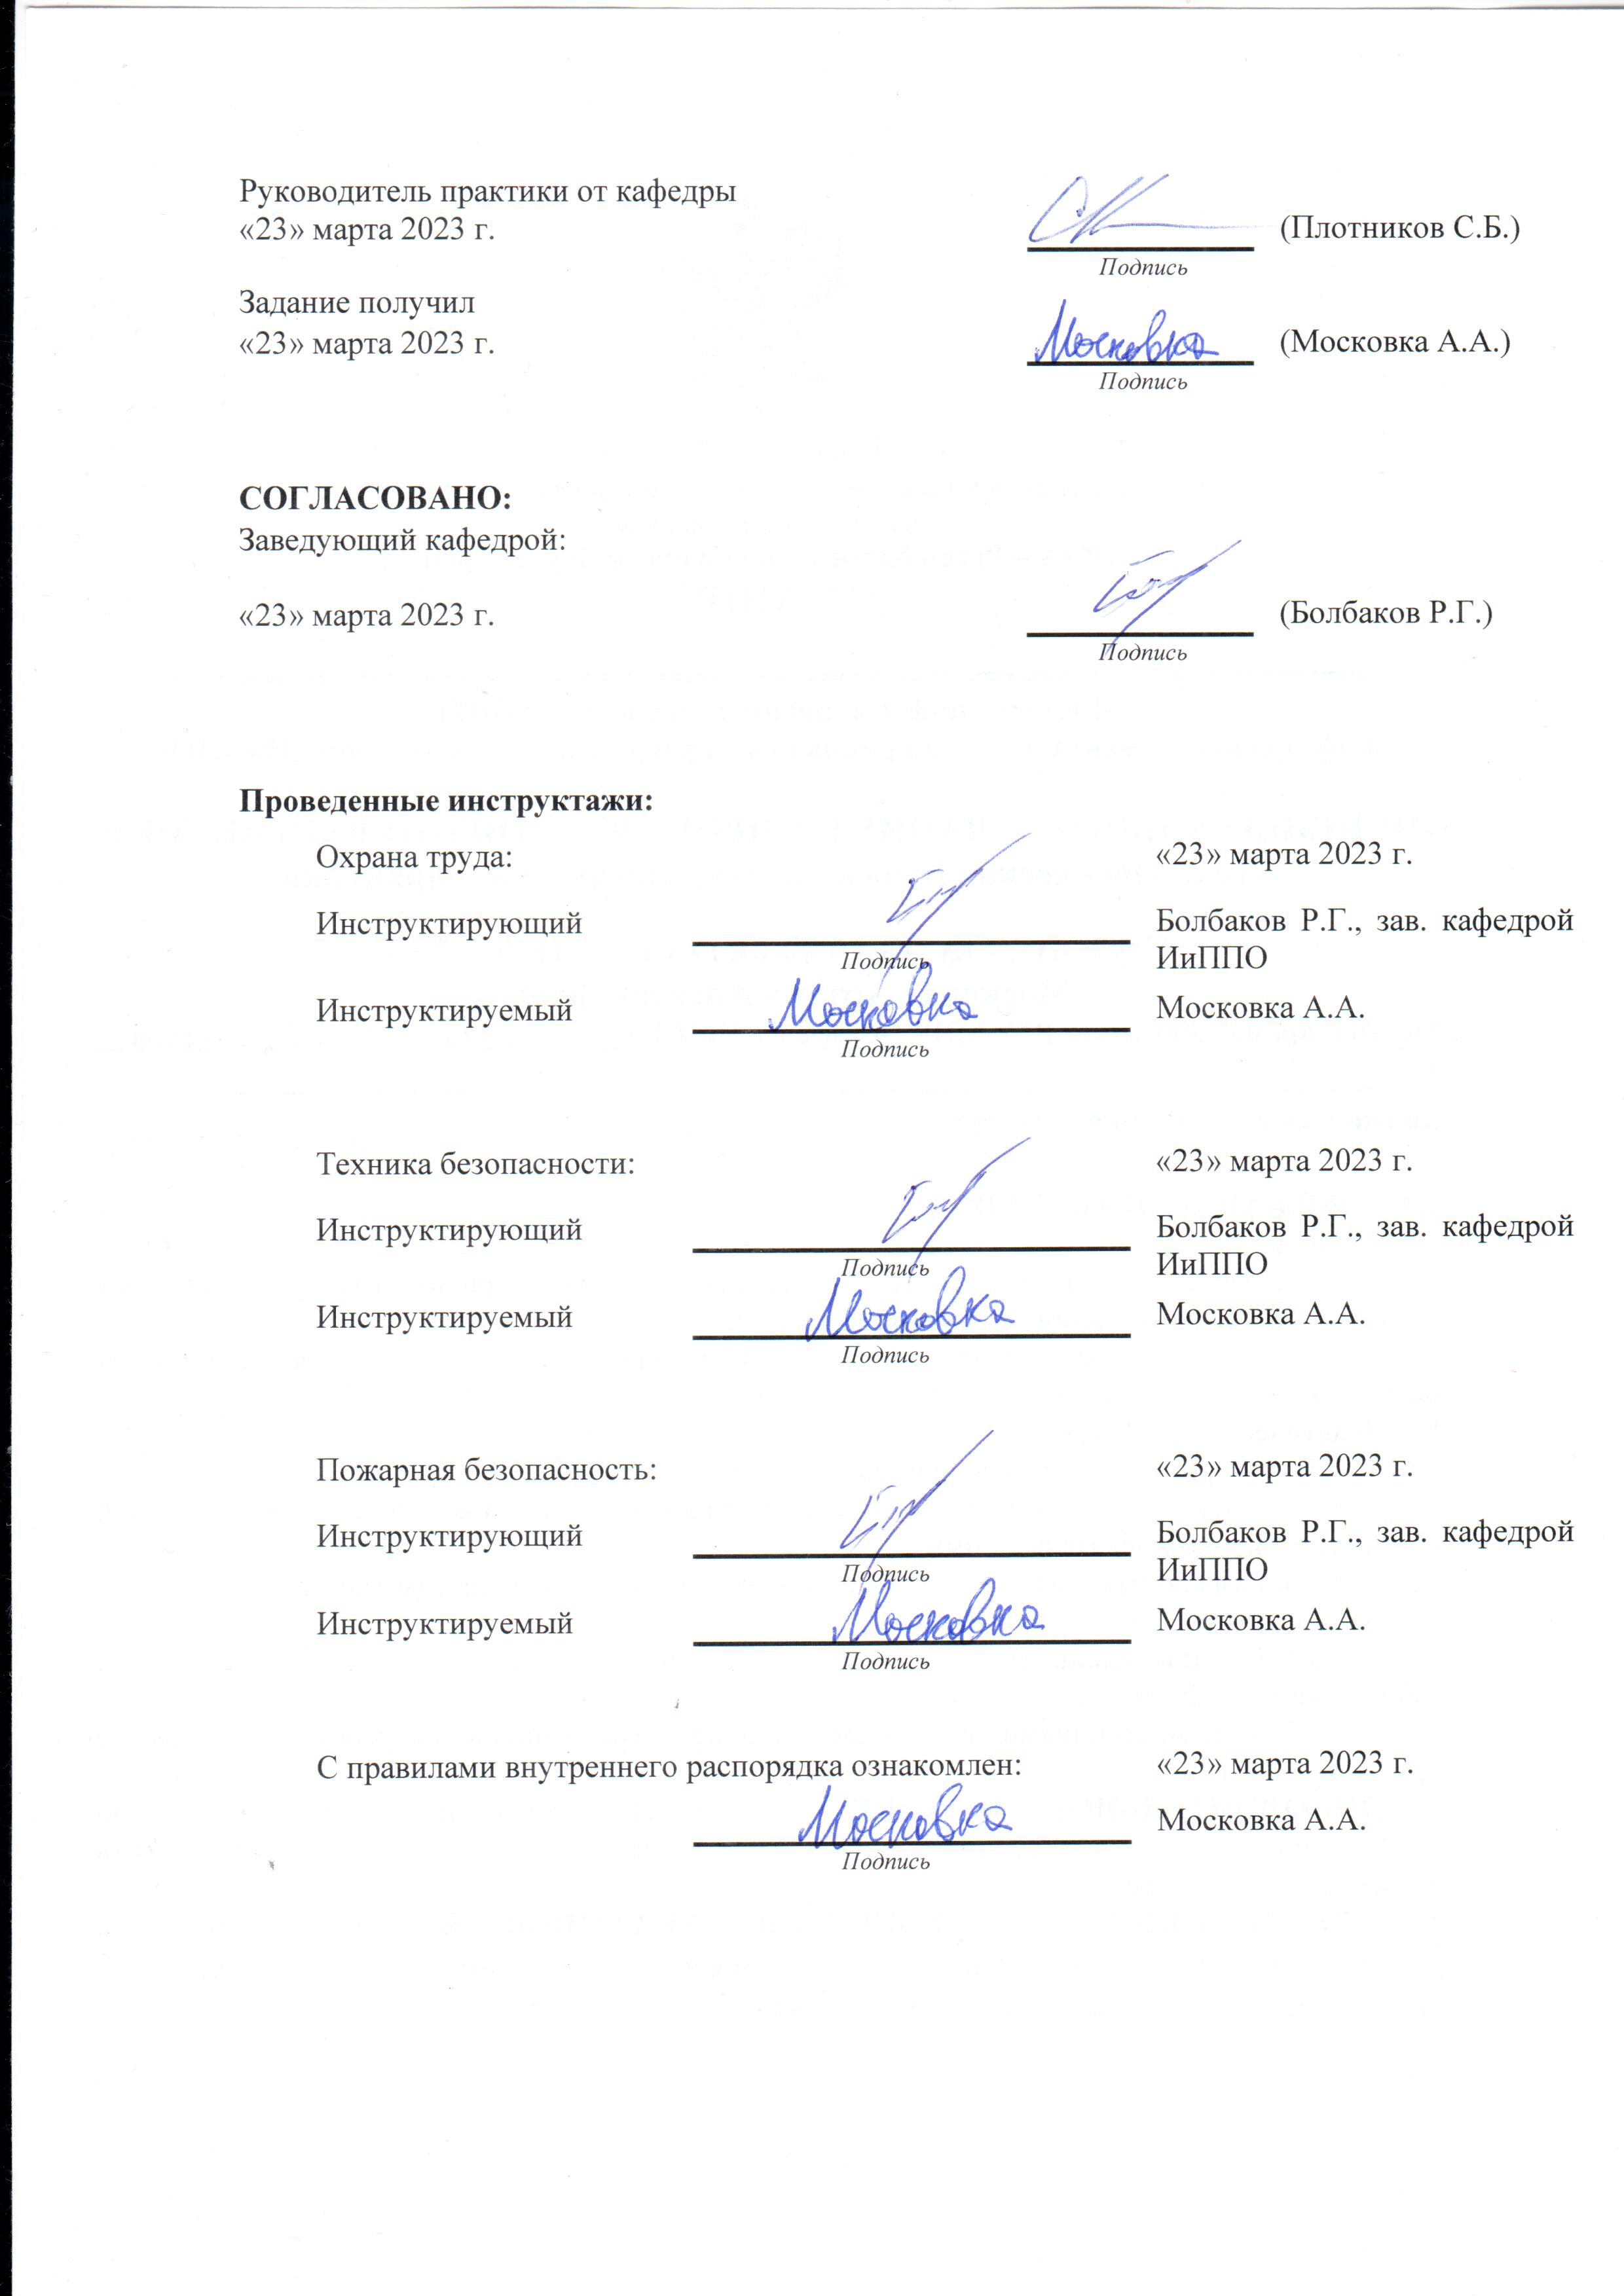 Руководитель практики от кафедры
«23» марта 2023 г. (Плотников С.Б.)
Подпись
Задание получил
«23» марта 2023 г. Московка (Московка А.А.)
Подпись
СОГЛАСОВАНО:
Заведующий кафедрой:
«23» марта 2023 г. (Болбаков Р.Г.)
Подпись
Проведенные инструктажи:
Охрана труда: «23» марта 2023 г.
Инструктирующий Болбаков Р.Г., зав. кафедрой
Подпись ИиППО
Инструктируемый Московка Московка А.А.
Подпись
Техника безопасности: «23» марта 2023 г.
Инструктирующий Болбаков Р.Г., зав. кафедрой
Подпись ИиППО
Инструктируемый Московка Московка А.А.
Подпись
Пожарная безопасность: «23» марта 2023 г.
Инструктирующий Болбаков Р.Г., зав. кафедрой
Подпись ИиППО
Инструктируемый Московка Московка А.А.
Подпись
С правилами внутреннего распорядка ознакомлен: «23» марта 2023 г.
Московка Московка А.А.
Подпись